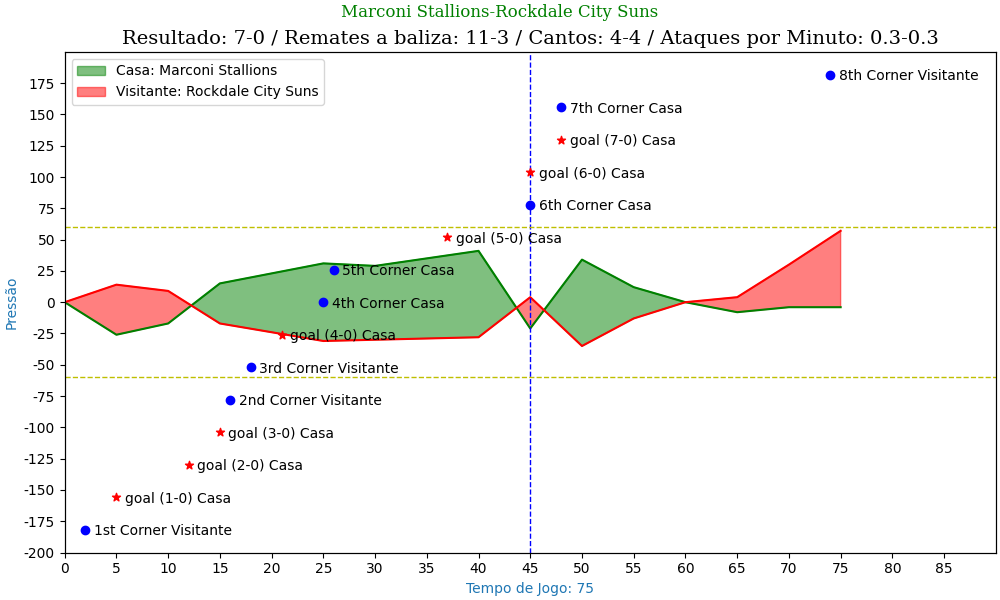 Marconi Stallions-Rockdale City Suns
Resultado: 7-0 / Remates a baliza: 11-3 / Cantos: 4-4 / Ataques por Minuto: 0.3-0.3
Casa: Marconi Stallions
Visitante: Rockdale City Suns
8th Corner Visitante
7th Corner Casa
goal (7-0) Casa
goal (6-0) Casa
6th Corner Casa
goal (5-0) Casa
5th Corner Casa
4th Corner Casa
goal (4-0) Casa
3rd Corner Visitante
2nd Corner Visitante
goal (3-0) Casa
goal (2-0) Casa
goal (1-0) Casa
1st Corner Visitante
175
150
125
100
75
50
25
0
-25
-50
-75
-100
-125
-150
-175
-200
Pressão
0 5 10 15 20 25 30 35 40 45 50 55 60 65 70 75 80 85
Tempo de Jogo: 75